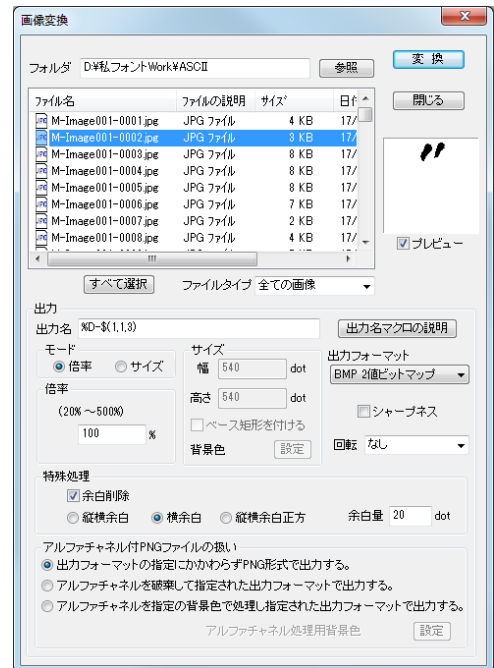 画像変換
フォルダ D:¥私フォントWork¥ASCII 参照 変 換
閉じる
ファイル名 ファイルの説明 サイズ 日付
M-Image001-0001.jpg JPG ファイル 4 KB 17/
M-Image001-0002.jpg JPG ファイル 3 KB 17/
M-Image001-0003.jpg JPG ファイル 8 KB 17/
M-Image001-0004.jpg JPG ファイル 8 KB 17/
M-Image001-0005.jpg JPG ファイル 8 KB 17/
M-Image001-0006.jpg JPG ファイル 7 KB 17/
M-Image001-0007.jpg JPG ファイル 2 KB 17/
M-Image001-0008.jpg JPG ファイル 4 KB 17/
プレビュー
すべて選択 ファイルタイプ 全ての画像
出力
出力名 %D-$(1,1,3) 出力名マクロの説明
モード
倍率 サイズ
サイズ
幅 540 dot
高さ 540 dot
ベース矩形を付ける
背景色 設定
出力フォーマット
BMP 2値ビットマップ
シャープネス
回転 なし
倍率
(20% ～500%)
100 %
特殊処理
余白削除
縦横余白 横余白 縦横余白正方 余白量 20 dot
アルファチャネル付PNGファイルの扱い
出力フォーマットの指定にかかわらずPNG形式で出力する。
アルファチャネルを破棄して指定された出力フォーマットで出力する。
アルファチャネルを指定の背景色で処理し指定された出力フォーマットで出力する。
アルファチャネル処理用背景色 設定